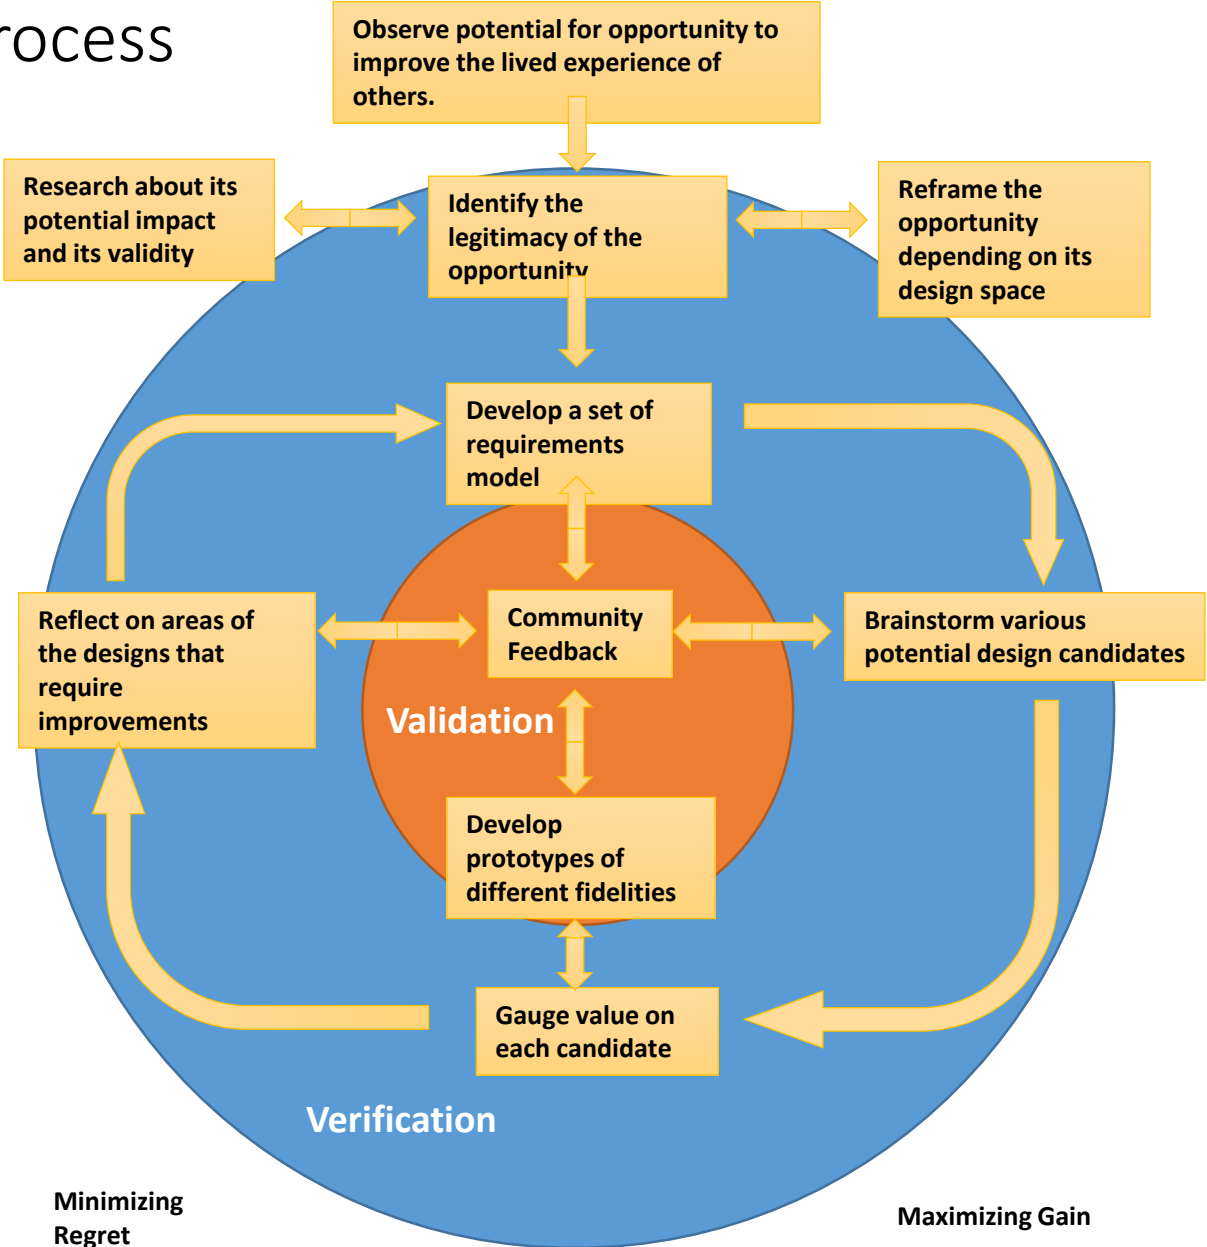 rocess
Observe potential for opportunity to
improve the lived experience of
others.
Research about its
potential impact
and its validity
Identify the
legitimacy of the
opportunity
Reframe the
opportunity
depending on its
design space
Develop a set of
requirements
model
Reflect on areas of
the designs that
require
improvements
Community
Feedback
Brainstorm various
potential design candidates
Validation
Develop
prototypes of
different fidelities
Gauge value on
each candidate
Verification
Minimizing
Regret
Maximizing Gain